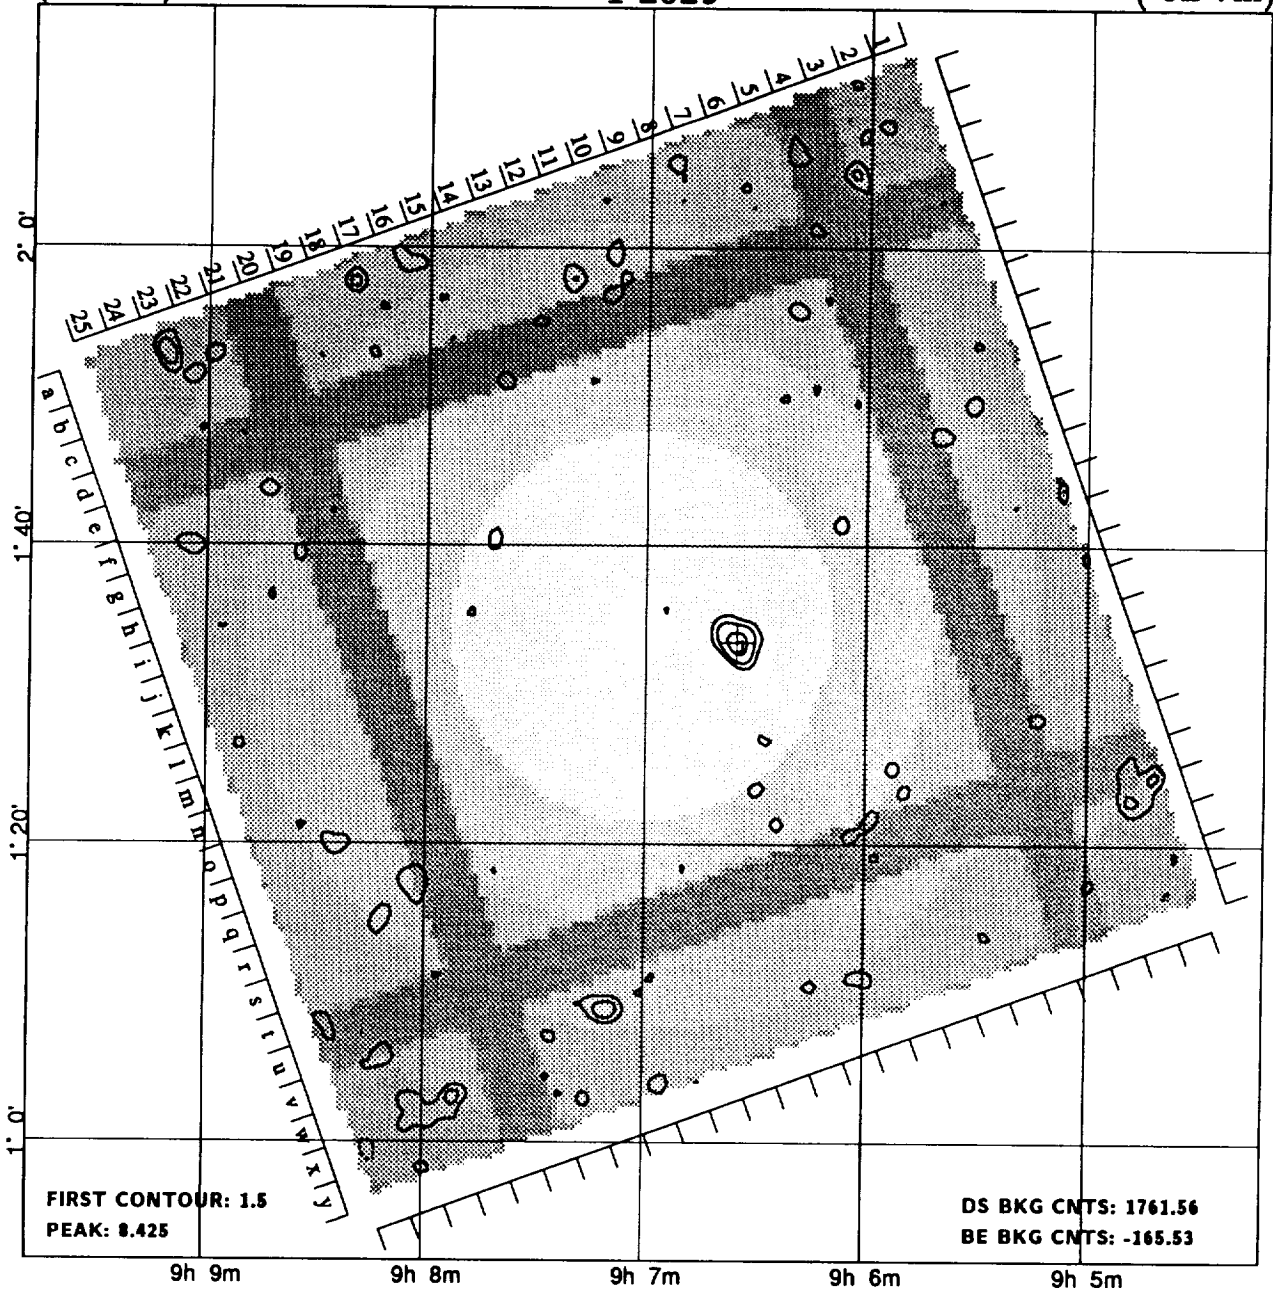 1
2
3
4
5
6
7
8
9
10
11
12
13
14
15
16
17
18
19
20
21
22
23
24
25
2° 0'
1° 40'
1° 20'
1° 0'
a
b
c
d
e
f
g
h
i
j
k
l
m
n
o
p
q
r
s
t
u
v
w
x
y
FIRST CONTOUR: 1.5
PEAK: 8.425
DS BKG CNTS: 1761.56
BE BKG CNTS: -165.53
9h 9m
9h 8m
9h 7m
9h 6m
9h 5m